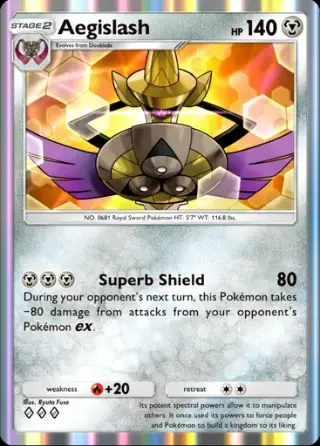 STAGE 2
Aegislash
HP 140
Evolves from Doublade
NO. 0681 Royal Sword Pokémon HT: 5'7" WT: 116.8 lbs.
Superb Shield 80
During your opponent's next turn, this Pokémon takes
−80 damage from attacks from your opponent's
Pokémon ex.
weakness +20 retreat
Illus. Ryuta Fuse
Its potent spectral powers allow it to manipulate
others. It once used its powers to force people
and Pokémon to build a kingdom to its liking.